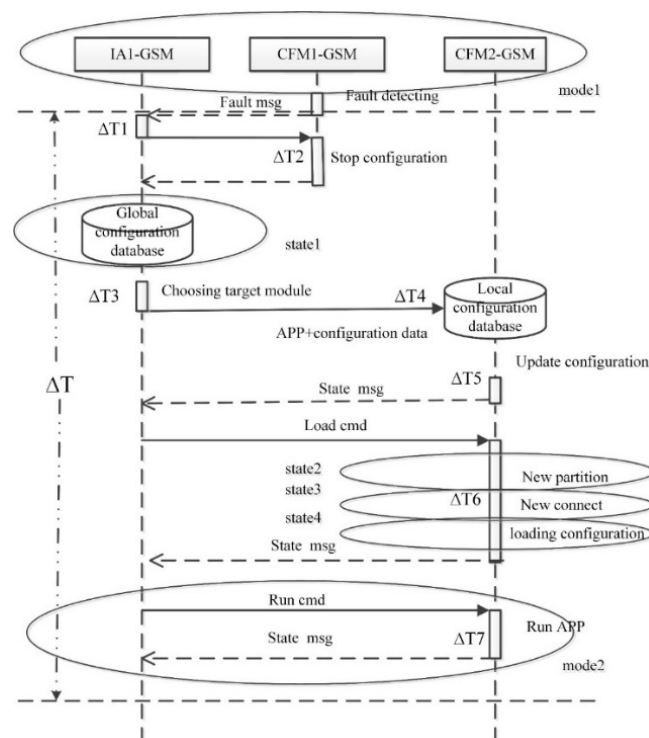 IA1-GSM
CFM1-GSM
CFM2-GSM
mode1
Fault msg
Fault detecting
ΔT1
ΔT2
Stop configuration
Global
configuration
database
state1
ΔT3
Choosing target module
ΔT4
Local
configuration
database
APP+configuration data
Update configuration
ΔT
ΔT5
State msg
Load cmd
state2
New partition
state3
ΔT6
New connect
state4
loading configuration
State msg
Run cmd
Run APP
State msg
ΔT7
mode2